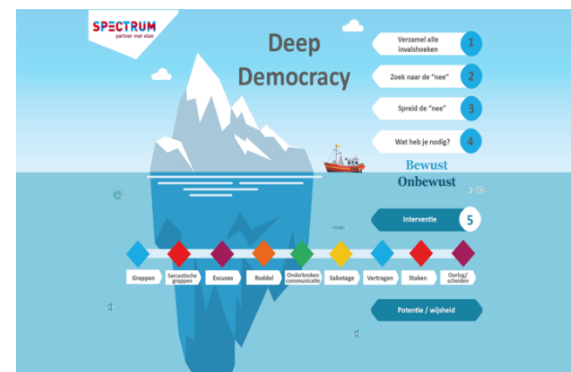 SPECTRUM
partner met elan
Deep
Democracy
Verzamel alle
invalshoeken
1
Zoek naar de "nee"
2
Spreid de "nee"
3
Wat heb je nodig?
4
Bewust
Onbewust
Interventie
5
Grappen
Sarcastische
grappen
Excuses
Roddel
Onderbroken
communicatie
Sabotage
Vertragen
Staken
Oorlog/
scheiden
Potentie / wijsheid